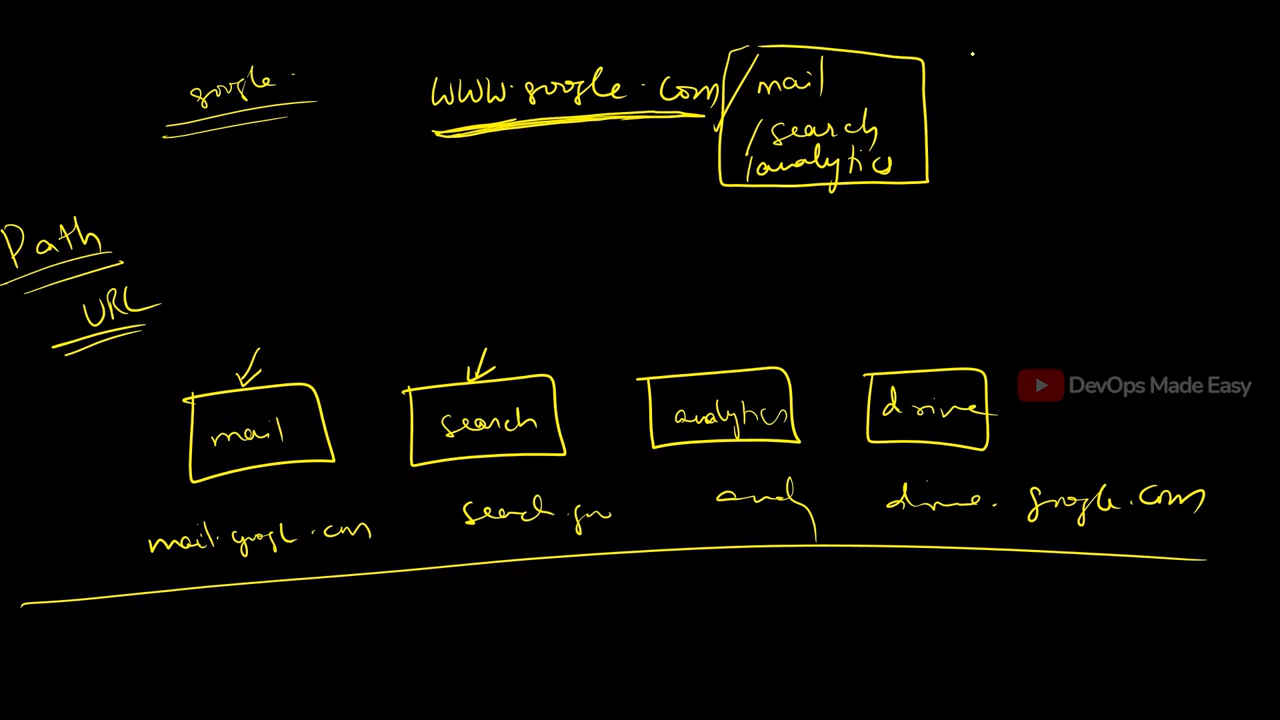 google.
www.google.com/mail
/search
/analytics
Path
URL
mail
search
analytics
drive
DevOps Made Easy
mail.google.com
search.goo
drive.google.com